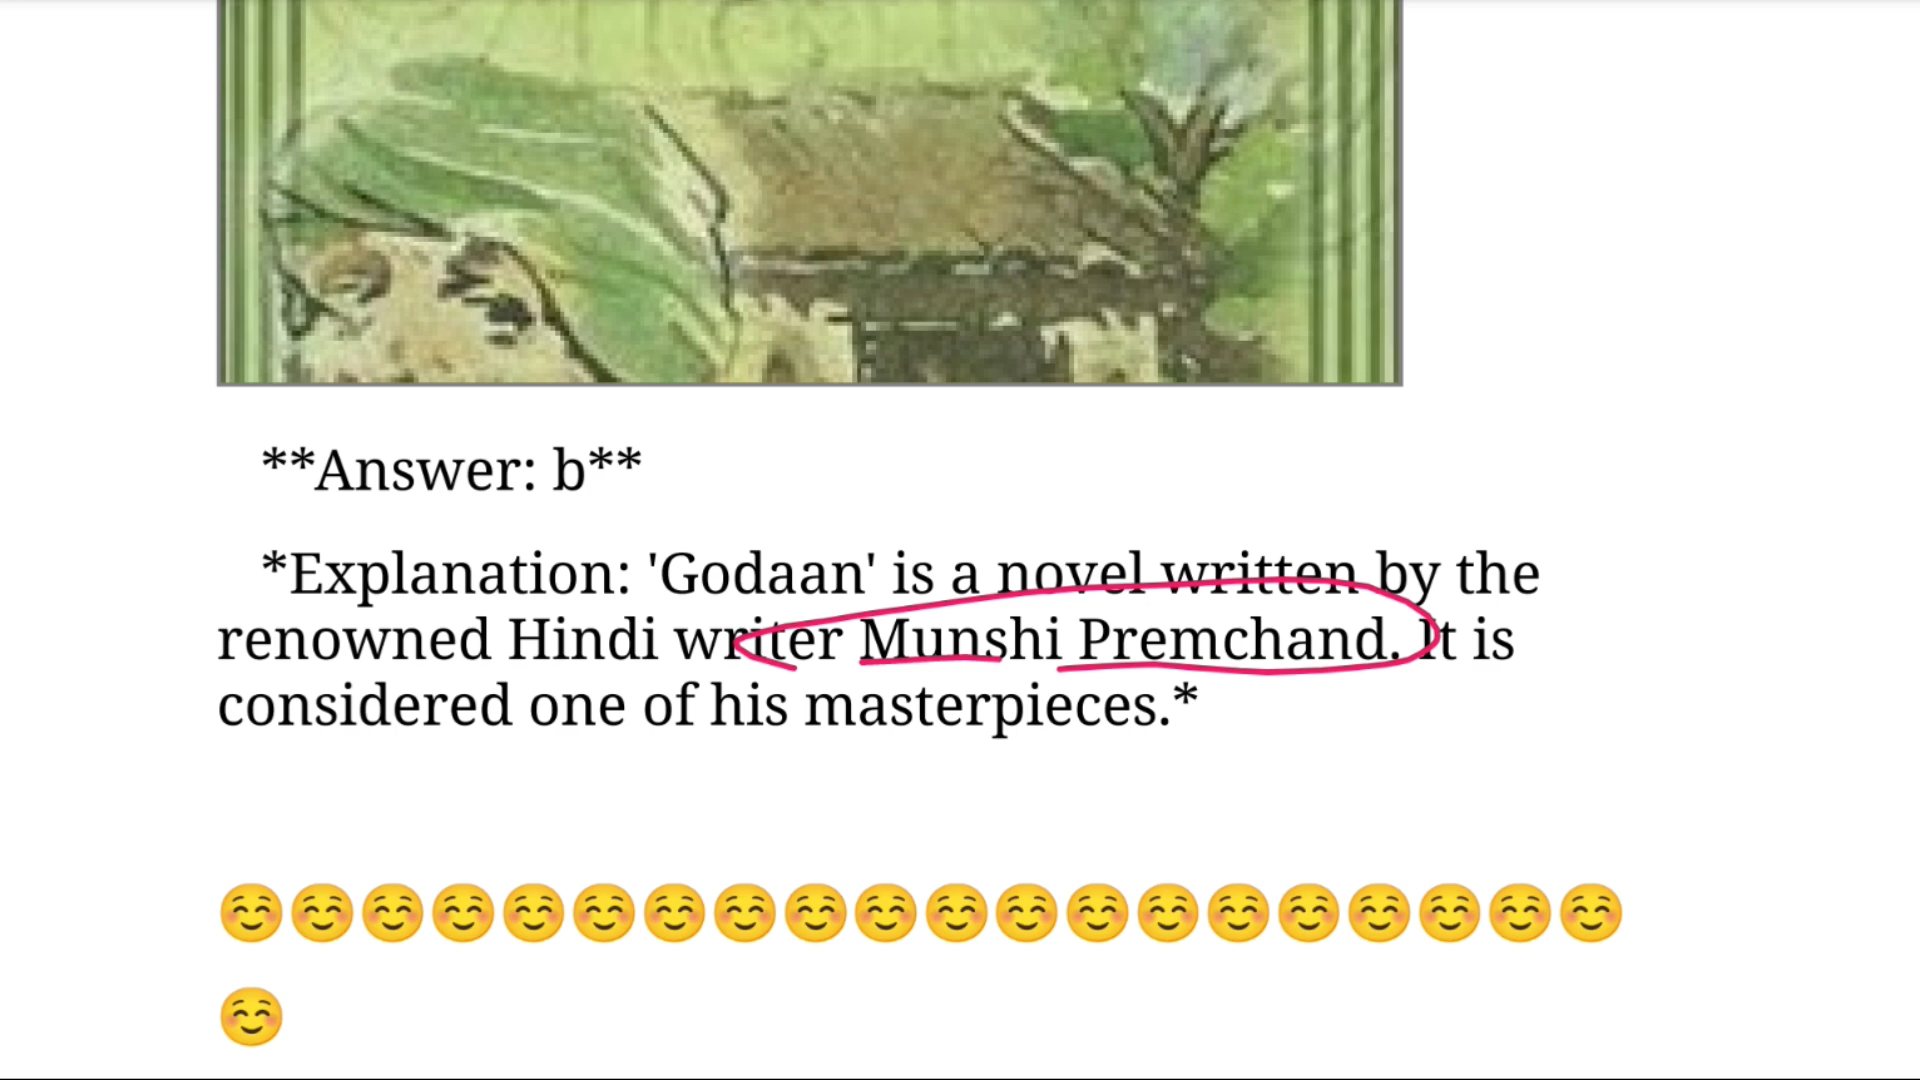 **Answer: b**
*Explanation: 'Godaan' is a novel written by the
renowned Hindi writer Munshi Premchand. It is
considered one of his masterpieces.*
☺️☺️☺️☺️☺️☺️☺️☺️☺️☺️☺️☺️☺️☺️☺️☺️☺️☺️☺️☺️
☺️